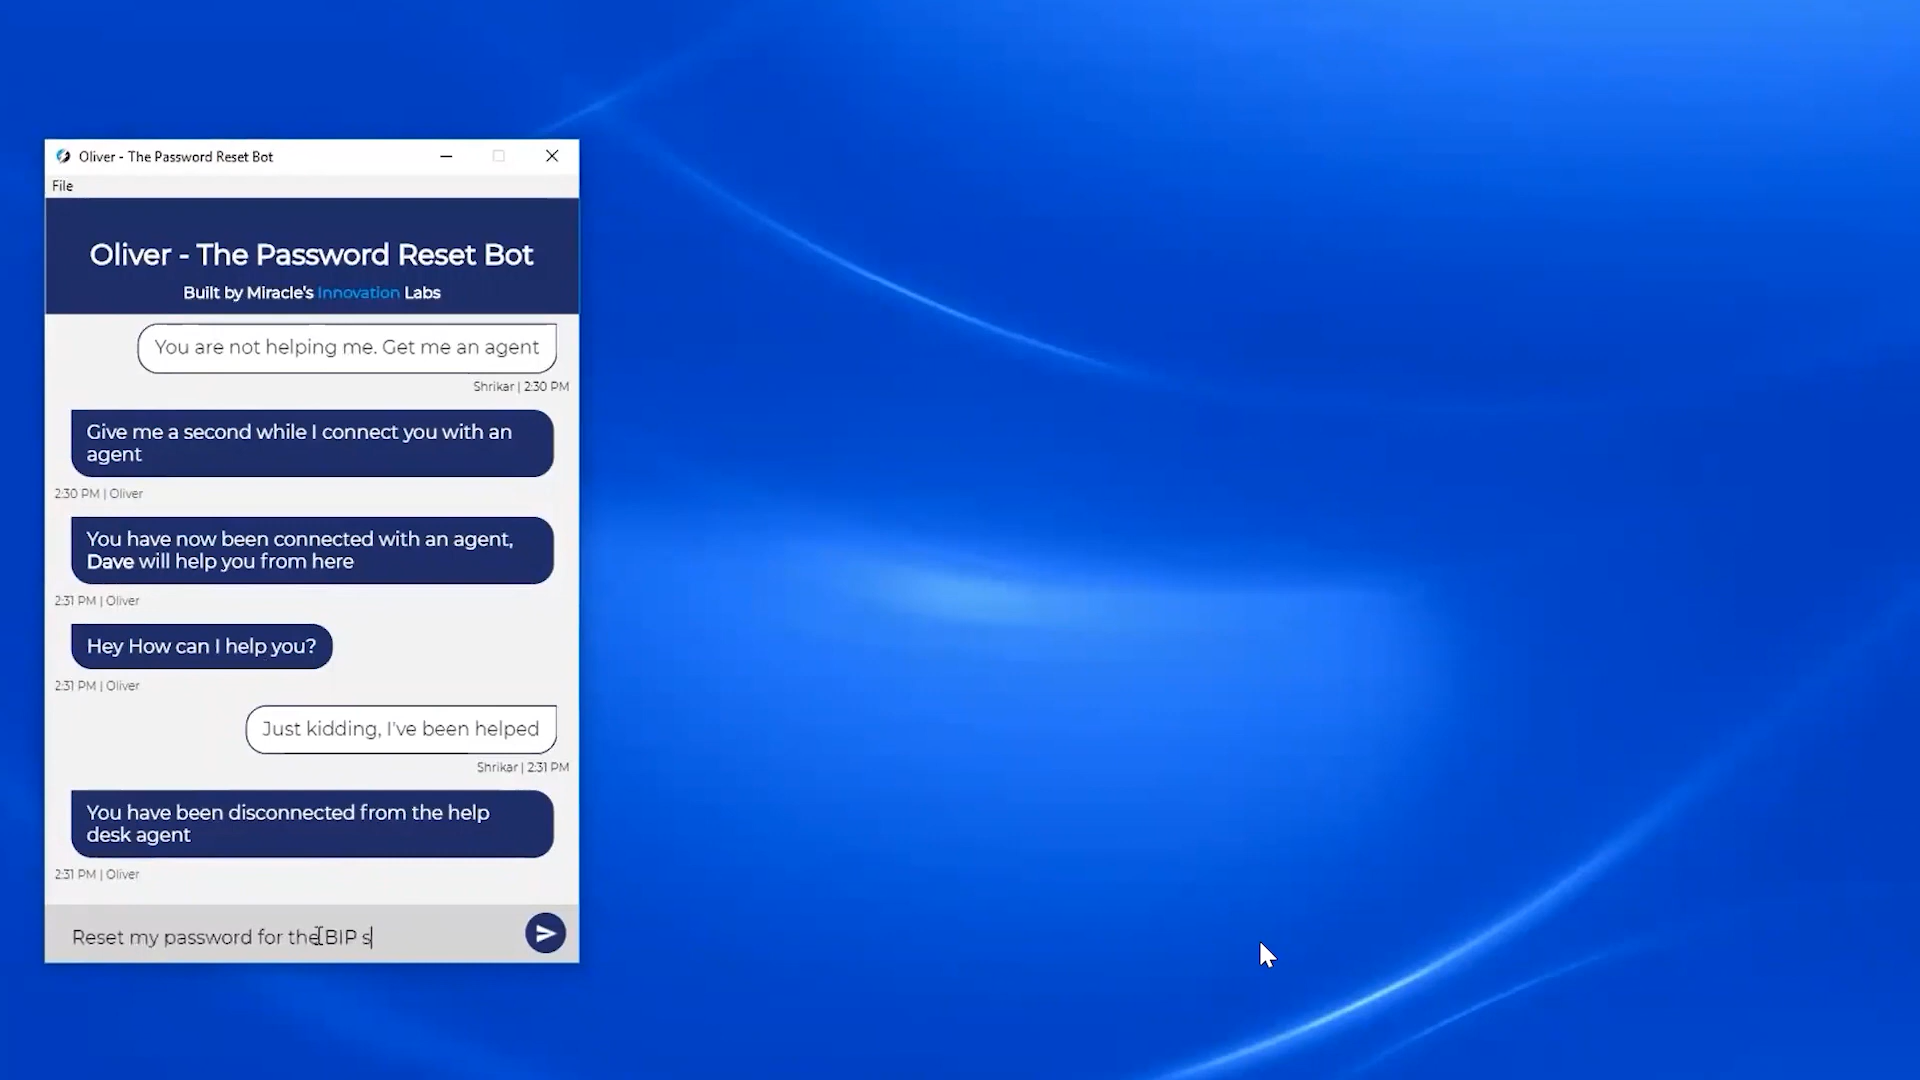 Oliver - The Password Reset Bot
File
Oliver - The Password Reset Bot
Built by Miracle's Innovation Labs
You are not helping me. Get me an agent
Shrikar | 2:30 PM
Give me a second while I connect you with an
agent
2:30 PM | Oliver
You have now been connected with an agent,
Dave will help you from here
2:31 PM | Oliver
Hey How can I help you?
2:31 PM | Oliver
Just kidding, I've been helped
Shrikar | 2:31 PM
You have been disconnected from the help
desk agent
2:31 PM | Oliver
Reset my password for the BIP s